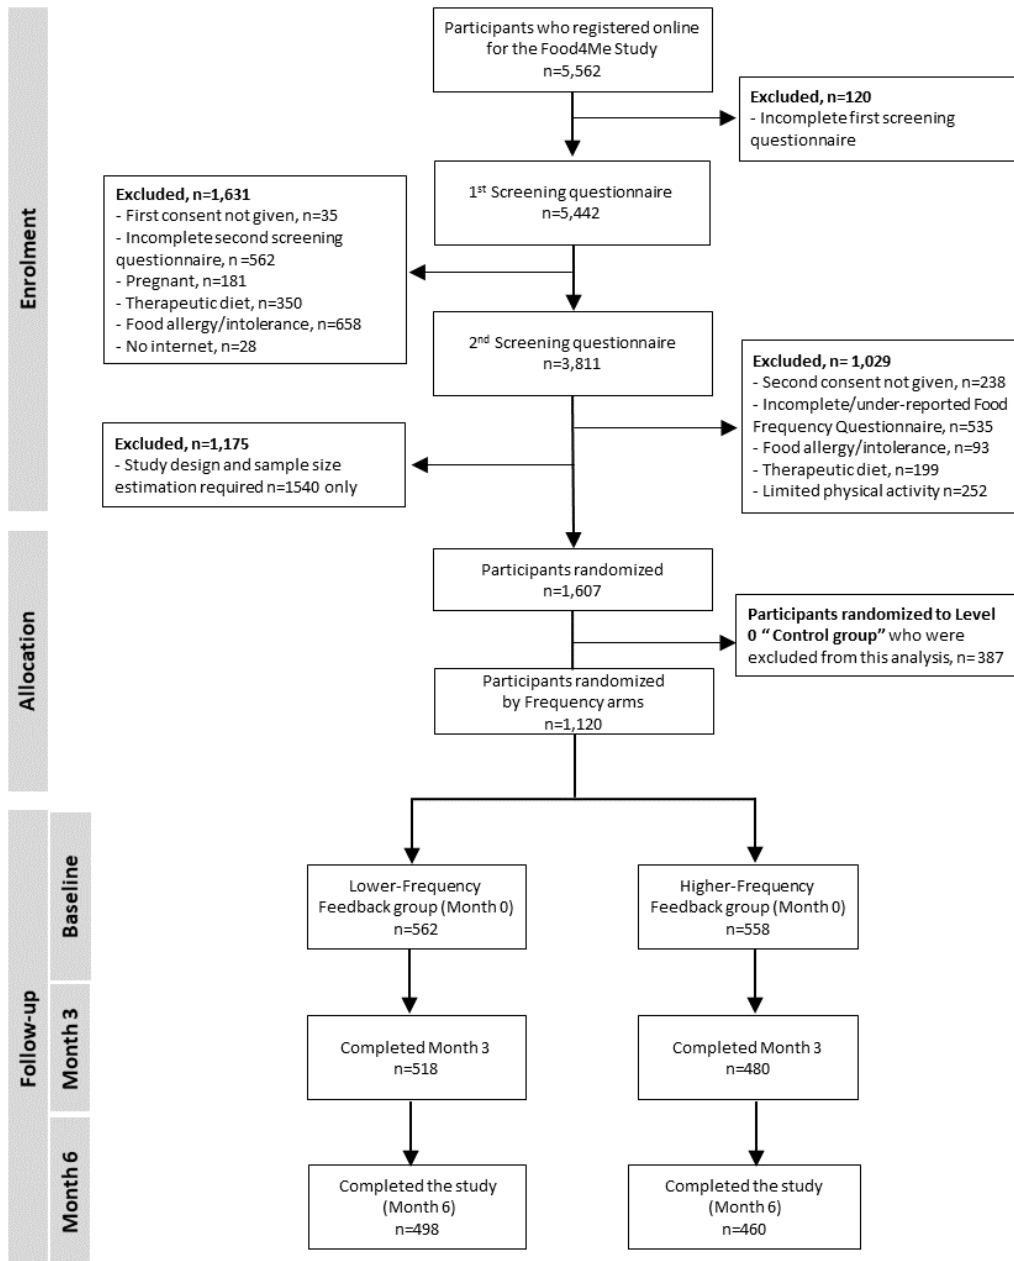 Enrolment
Participants who registered online
for the Food4Me Study
n=5,562
Excluded, n=120
- Incomplete first screening
questionnaire
1st Screening questionnaire
n=5,442
Excluded, n=1,631
- First consent not given, n=35
- Incomplete second screening
questionnaire, n =562
- Pregnant, n=181
- Therapeutic diet, n=350
- Food allergy/intolerance, n=658
- No internet, n=28
2nd Screening questionnaire
n=3,811
Excluded, n= 1,029
- Second consent not given, n=238
- Incomplete/under-reported Food
Frequency Questionnaire, n=535
- Food allergy/intolerance, n=93
- Therapeutic diet, n=199
- Limited physical activity n=252
Excluded, n=1,175
- Study design and sample size
estimation required n=1540 only
Allocation
Participants randomized
n=1,607
Participants randomized to Level
0 “ Control group” who were
excluded from this analysis, n= 387
Participants randomized
by Frequency arms
n=1,120
Follow-up
Baseline
Lower-Frequency
Feedback group (Month 0)
n=562
Higher-Frequency
Feedback group (Month 0)
n=558
Month 3
Completed Month 3
n=518
Completed Month 3
n=480
Month 6
Completed the study
(Month 6)
n=498
Completed the study
(Month 6)
n=460